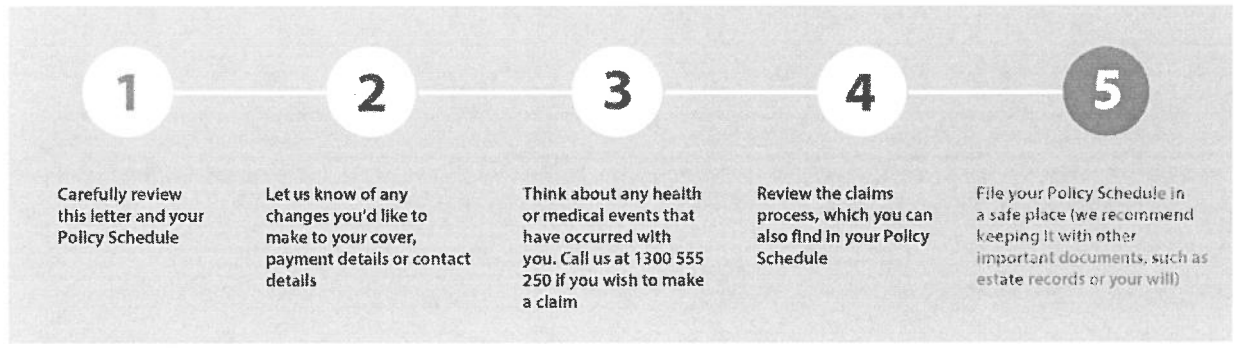 1
2
3
4
5
Carefully review
this letter and your
Policy Schedule
Let us know of any
changes you'd like to
make to your cover,
payment details or contact
details
Think about any health
or medical events that
have occurred with
you. Call us at 1300 555
250 if you wish to make
a claim
Review the claims
process, which you can
also find in your Policy
Schedule
File your Policy Schedule in
a safe place (we recommend
keeping it with other
important documents, such as
estate records or your will)